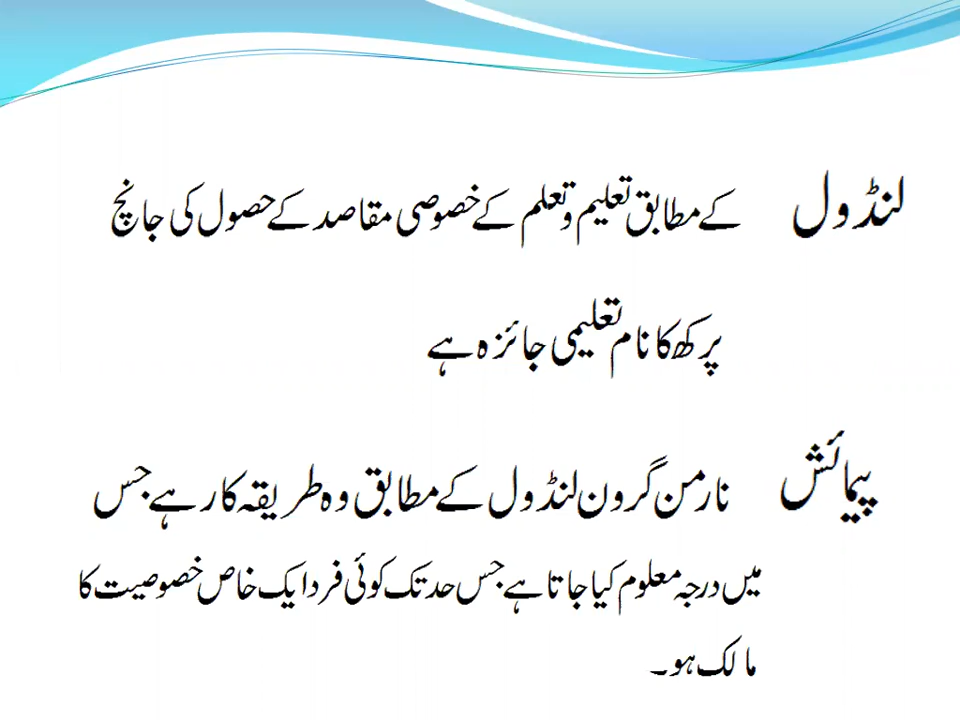 لنڈول کے مطابق تعلیم و تعلم کے خصوصی مقاصد کے حصول کی جانچ
پرکھ کا نام تعلیمی جائزہ ہے
پیمائش نارمن گرون لنڈول کے مطابق وہ طریقہ کار ہے جس
میں درجہ معلوم کیا جاتا ہے جس حد تک کوئی فرد ایک خاص خصوصیت کا
مالک ہو۔